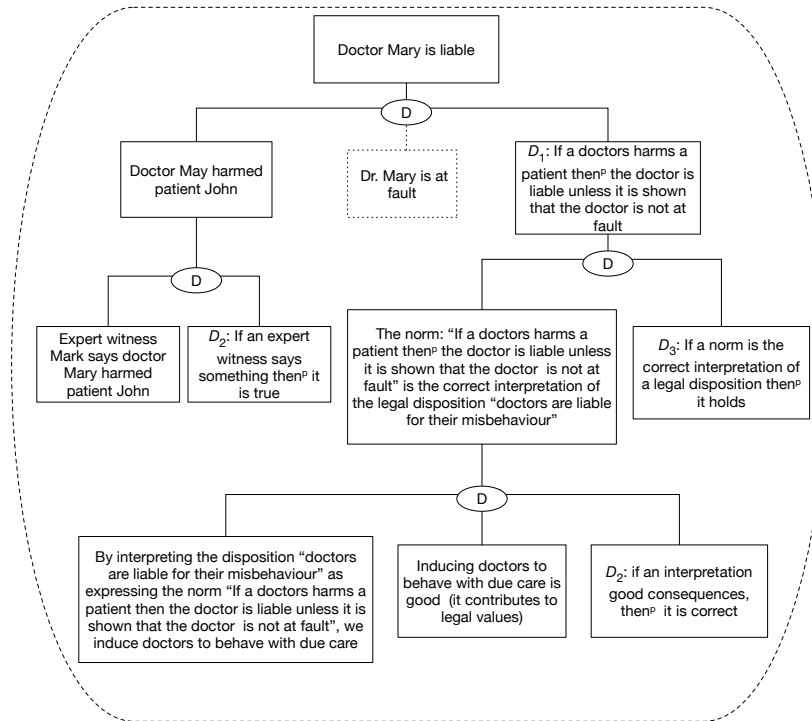 Doctor Mary is liable
D
Doctor May harmed
patient John
Dr. Mary is at
fault
D1: If a doctors harms a
patient thenᵖ the doctor is
liable unless it is shown
that the doctor is not at
fault
D
D
Expert witness
Mark says doctor
Mary harmed
patient John
D2: If an expert
witness says
something thenᵖ it
is true
The norm: “If a doctors harms a
patient thenᵖ the doctor is liable unless
it is shown that the doctor is not at
fault” is the correct interpretation of
the legal disposition “doctors are liable
for their misbehaviour”
D3: If a norm is the
correct interpretation of
a legal disposition thenᵖ
it holds
D
By interpreting the disposition “doctors
are liable for their misbehaviour” as
expressing the norm “If a doctors harms a
patient then the doctor is liable unless it is
shown that the doctor is not at fault”, we
induce doctors to behave with due care
Inducing doctors to
behave with due care is
good (it contributes to
legal values)
D2: if an interpretation
good consequences,
thenᵖ it is correct